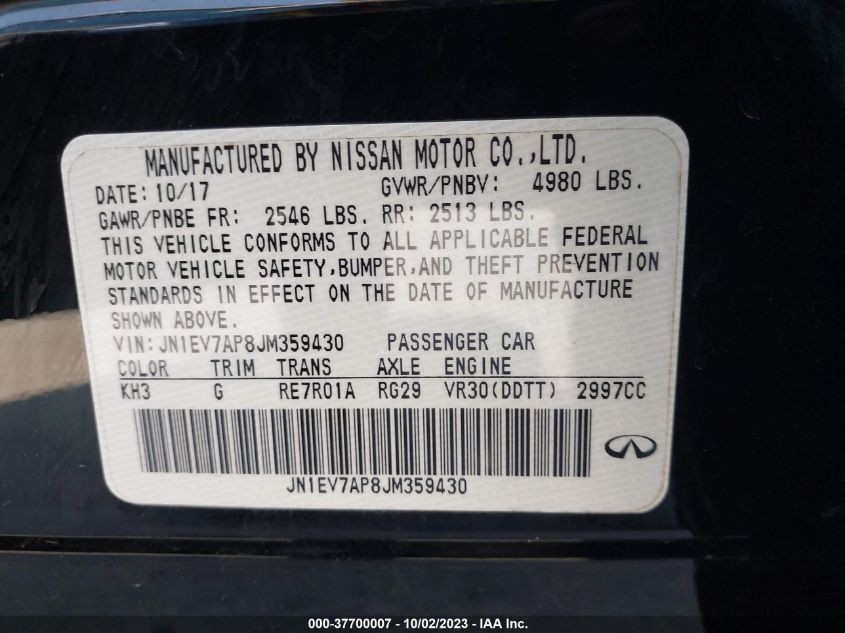 MANUFACTURED BY NISSAN MOTOR CO.,LTD.
DATE: 10/17 GVWR/PNBV: 4980 LBS.
GAWR/PNBE FR: 2546 LBS. RR: 2513 LBS.
THIS VEHICLE CONFORMS TO ALL APPLICABLE FEDERAL
MOTOR VEHICLE SAFETY,BUMPER,AND THEFT PREVENTION
STANDARDS IN EFFECT ON THE DATE OF MANUFACTURE
SHOWN ABOVE.
VIN:JN1EV7AP8JM359430 PASSENGER CAR
COLOR TRIM TRANS AXLE ENGINE
KH3 G RE7R01A RG29 VR30(DDTT) 2997CC
JN1EV7AP8JM359430
000-37700007 - 10/02/2023 - IAA Inc.